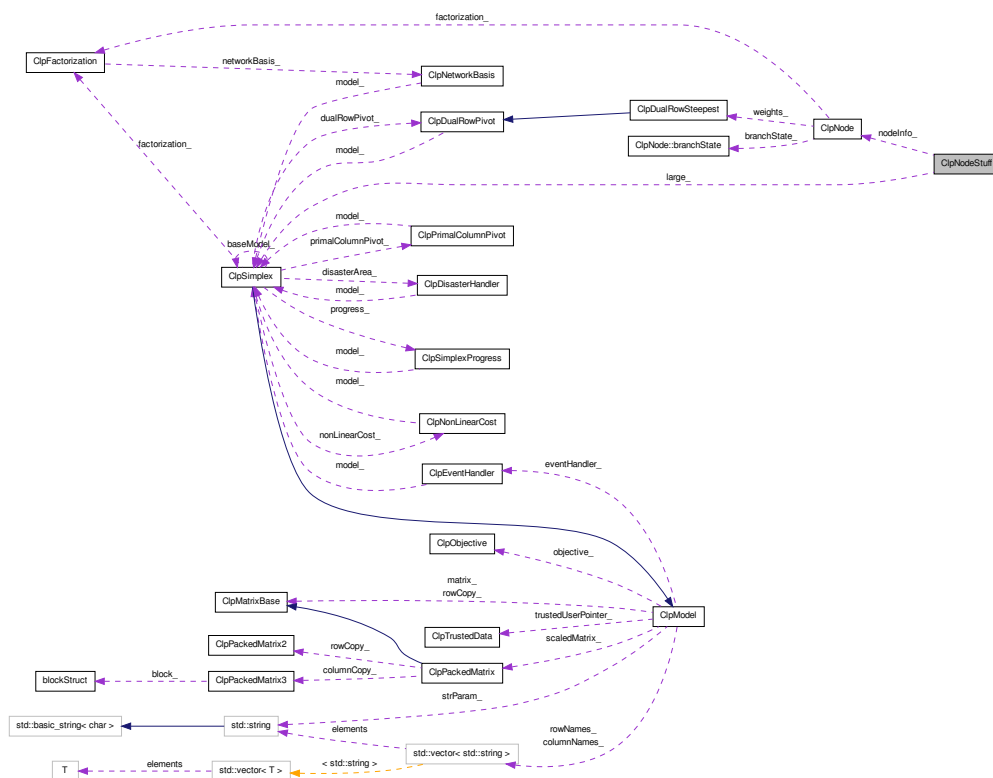 factorization_
ClpFactorization
networkBasis_
ClpNetworkBasis
model_
ClpDualRowSteepest
weights_
ClpNode
nodeInfo_
dualRowPivot_
ClpDualRowPivot
branchState_
ClpNode::branchState
factorization_
model_
ClpNodeStuff
large_
model_
ClpPrimalColumnPivot
baseModel_
primalColumnPivot_
ClpSimplex
disasterArea_
ClpDisasterHandler
model_
progress_
model_
ClpSimplexProgress
model_
ClpNonLinearCost
nonLinearCost_
model_
ClpEventHandler
eventHandler_
ClpObjective
objective_
matrix_
rowCopy_
ClpMatrixBase
ClpModel
trustedUserPointer_
ClpTrustedData
scaledMatrix_
ClpPackedMatrix2
rowCopy_
columnCopy_
ClpPackedMatrix
blockStruct
block_
ClpPackedMatrix3
strParam_
std::basic_string< char >
std::string
elements
rowNames_
columnNames_
std::vector< std::string >
T
elements
std::vector< T >
< std::string >